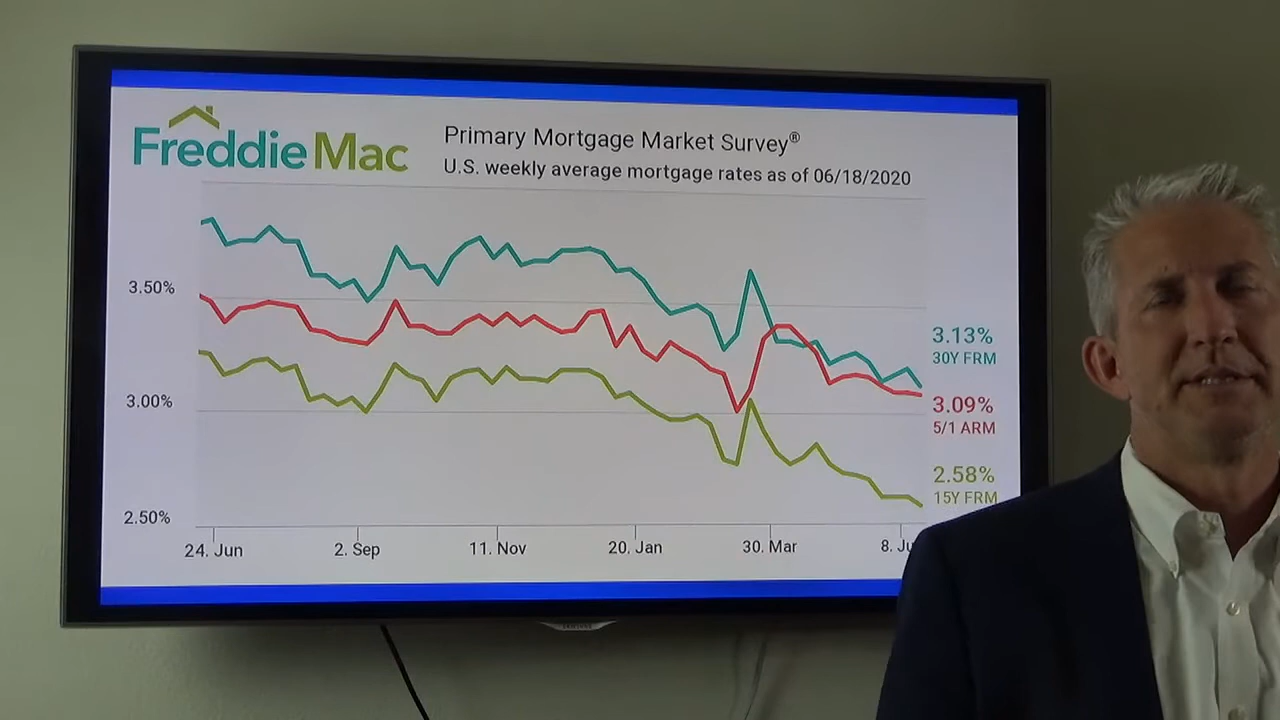 Freddie Mac
Primary Mortgage Market Survey®
U.S. weekly average mortgage rates as of 06/18/2020
3.50%
3.00%
2.50%
3.13%
30Y FRM
3.09%
5/1 ARM
2.58%
15Y FRM
24. Jun 2. Sep 11. Nov 20. Jan 30. Mar 8. Ju